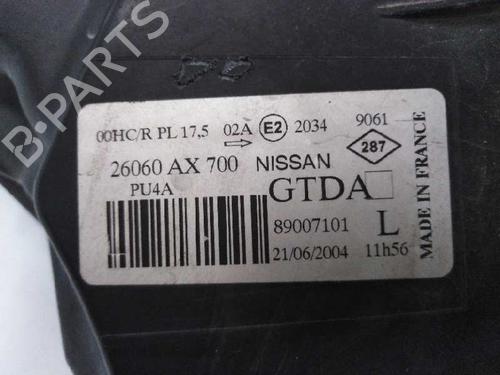 B-PARTS
00HC/R PL 17,5 02A E2 2034 9061
287
26060 AX 700 NISSAN
PU4A GTDA
89007101 L
21/06/2004 11h56
MADE IN FRANCE